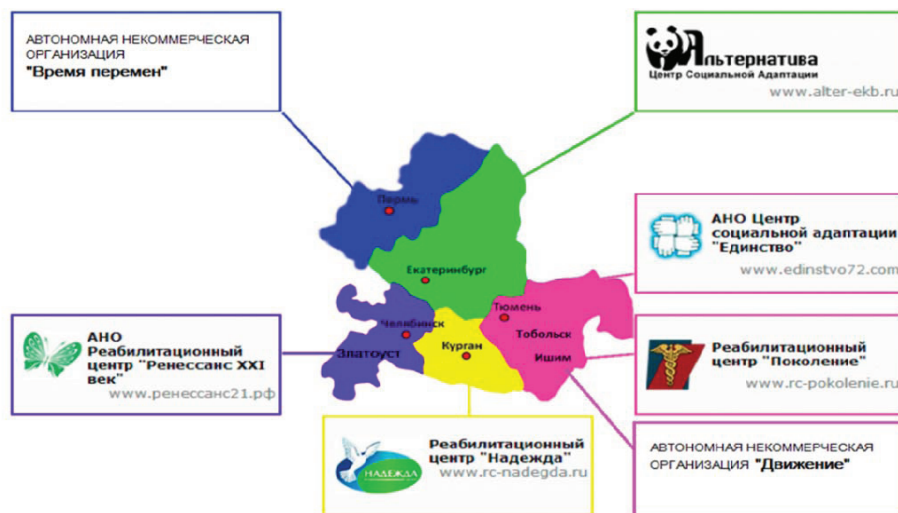 АВТОНОМНАЯ НЕКОММЕРЧЕСКАЯ
ОРГАНИЗАЦИЯ
"Время перемен"
Альтернатива
Центр Социальной Адаптации
www.alter-ekb.ru
Пермь
Екатеринбург
Тюмень
Тобольск
Ишим
Челябинск
Златоуст
Курган
АНО Центр
социальной адаптации
"Единство"
www.edinstvo72.com
АНО
Реабилитационный
центр "Ренессанс XXI
век"
www.ренессанс21.рф
Реабилитационный
центр "Поколение"
www.rc-pokolenie.ru
НАДЕЖДА
Реабилитационный
центр "Надежда"
www.rc-nadegda.ru
АВТОНОМНАЯ НЕКОММЕРЧЕСКАЯ
ОРГАНИЗАЦИЯ "Движение"